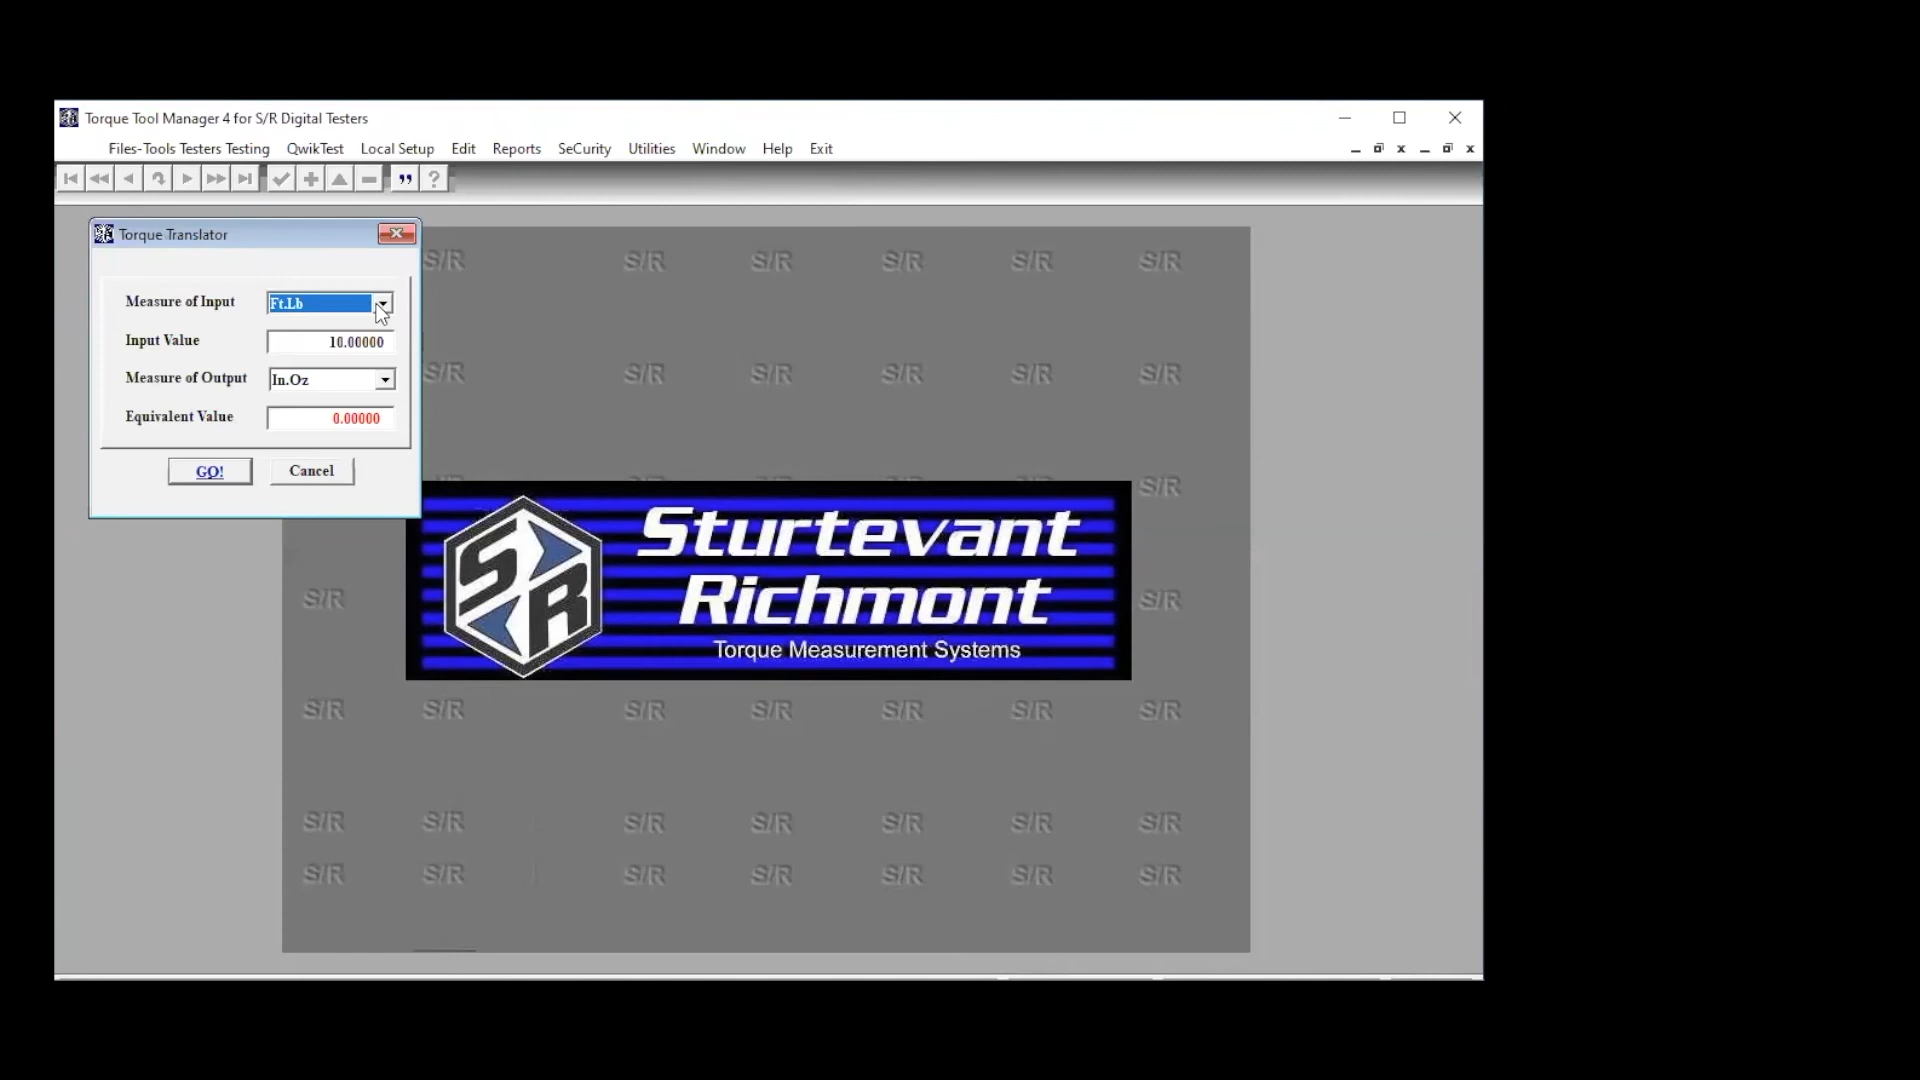 Torque Tool Manager 4 for S/R Digital Testers
Files-Tools Testers Testing QwikTest Local Setup Edit Reports SeCurity Utilities Window Help Exit
Torque Translator
Measure of Input Ft.Lb
Input Value 10.00000
Measure of Output In.Oz
Equivalent Value 0.00000
GO! Cancel
S/R S/R S/R S/R S/R S/R
S/R S/R S/R S/R S/R S/R
S/R
Sturtevant
Richmont
Torque Measurement Systems
SR
S/R S/R
S/R S/R S/R S/R S/R S/R S/R
S/R S/R S/R S/R S/R S/R S/R
S/R S/R S/R S/R S/R S/R S/R